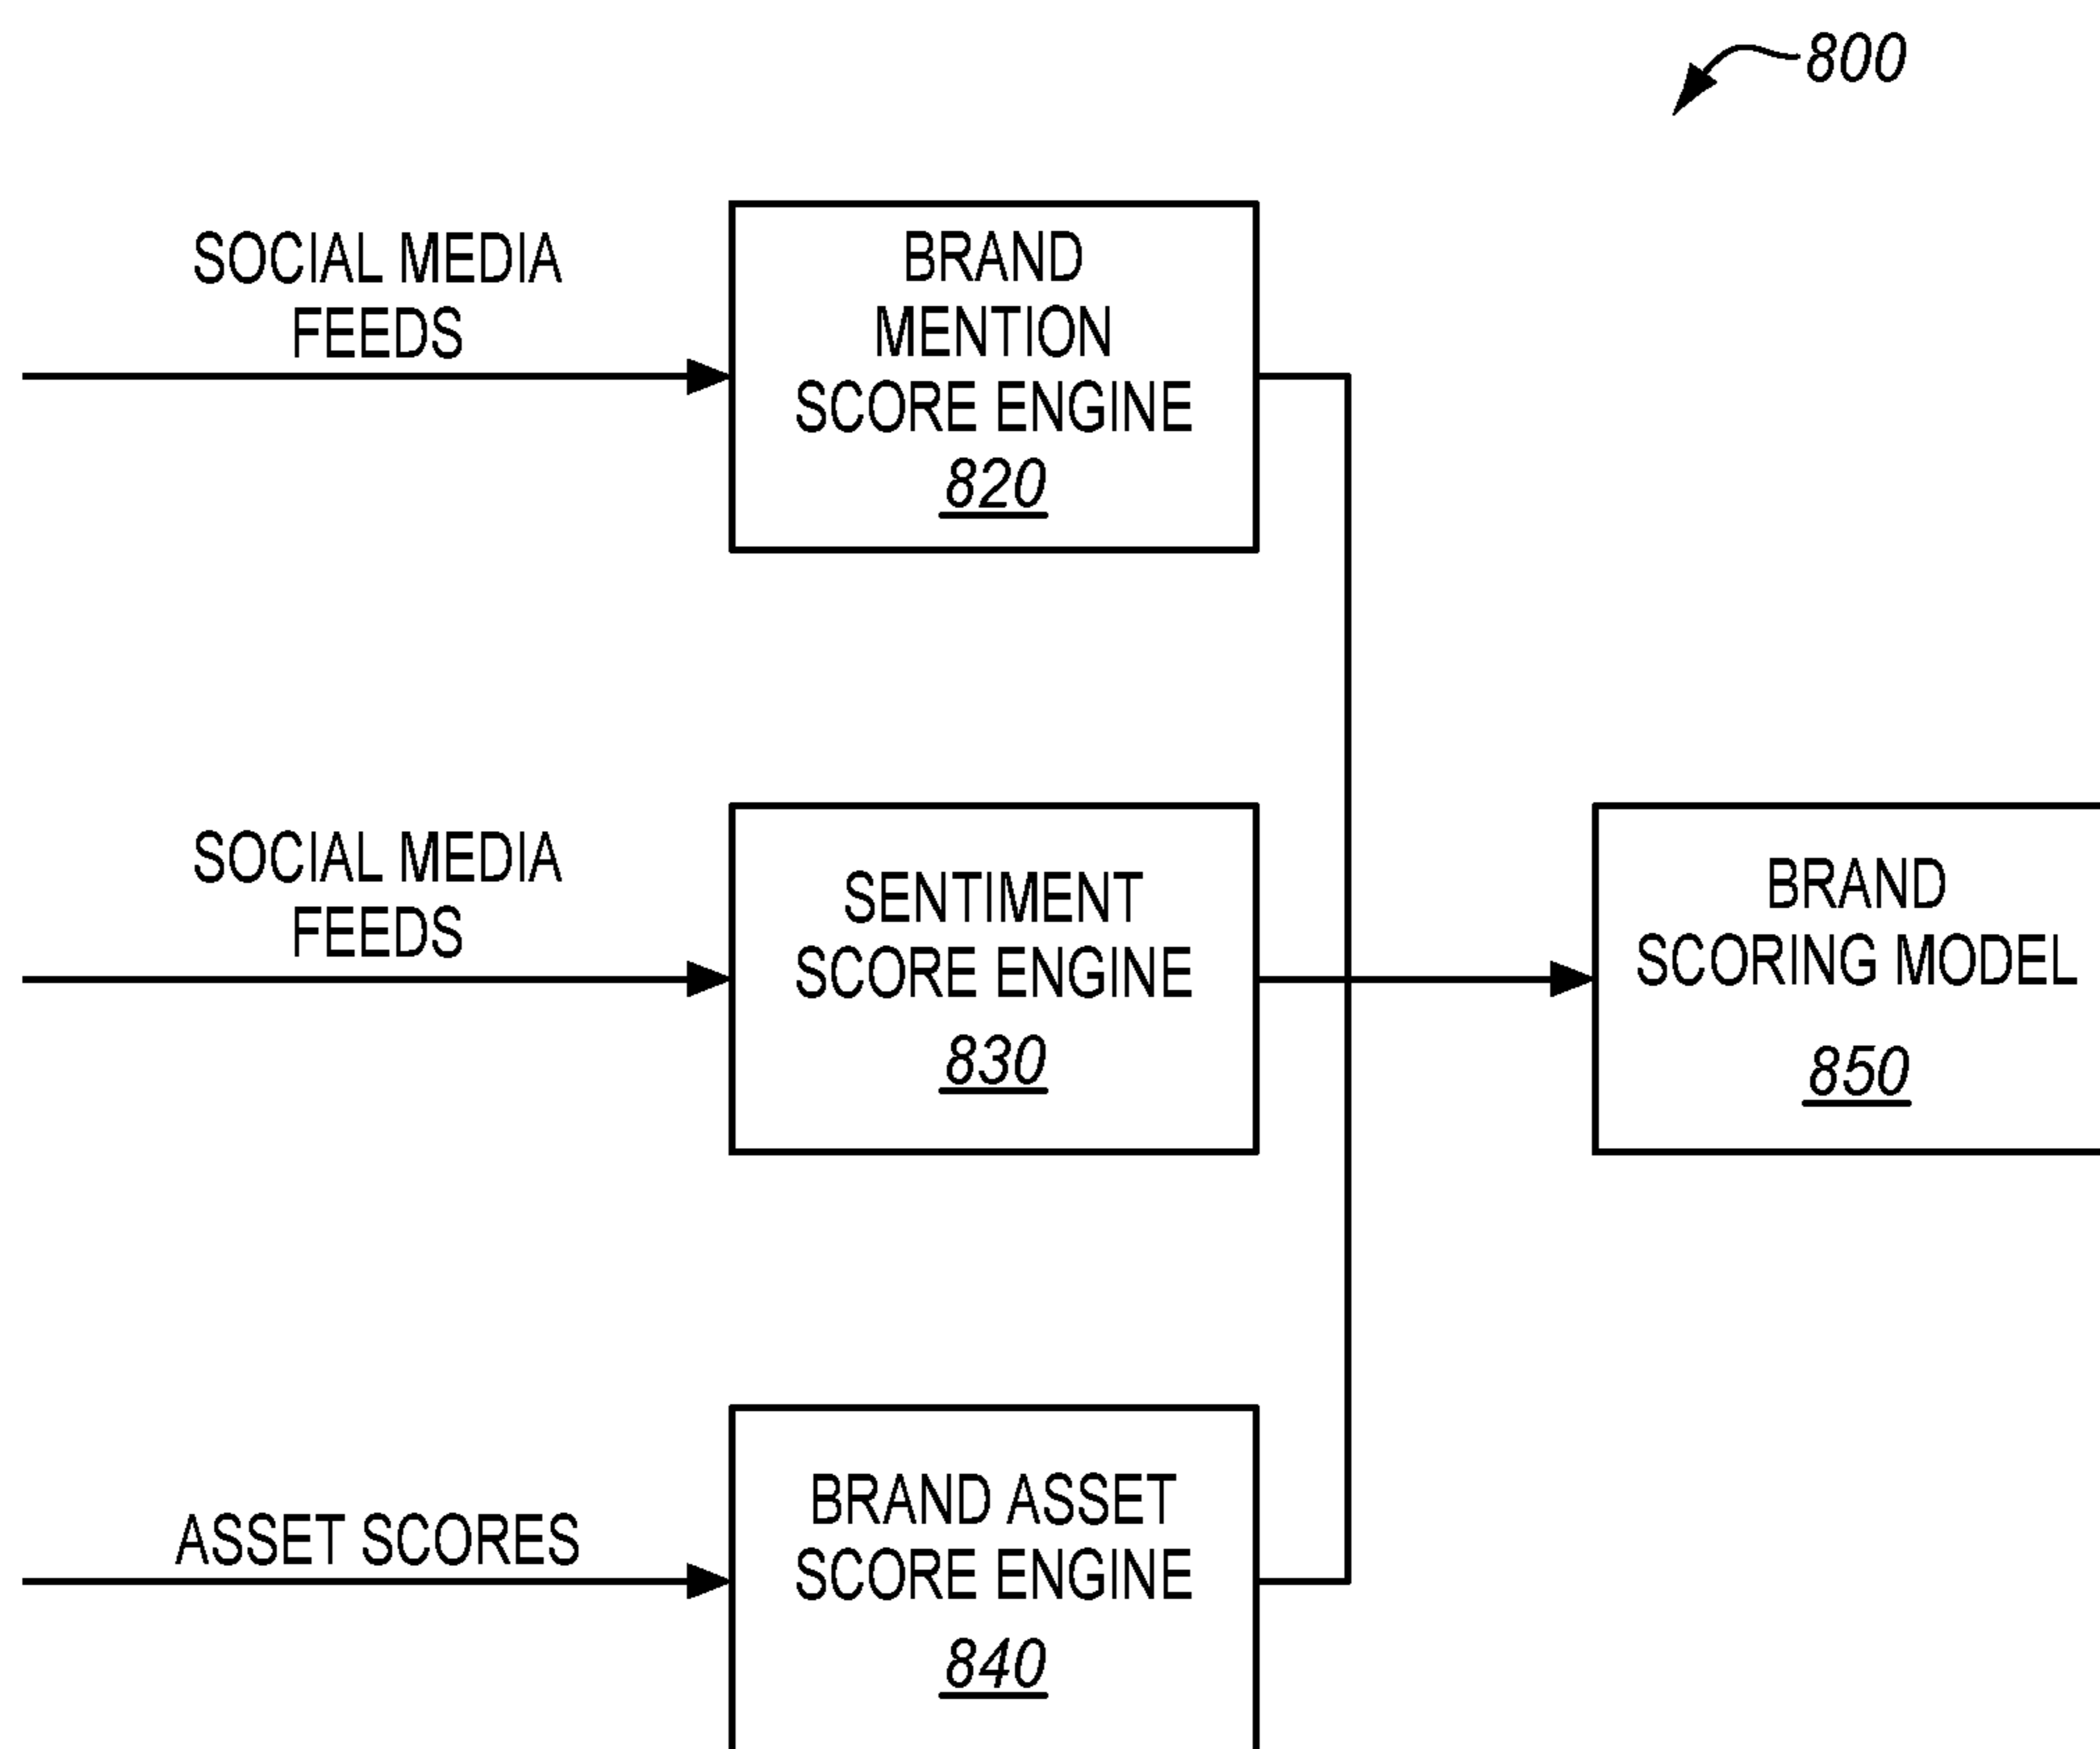 800
SOCIAL MEDIA
FEEDS
BRAND
MENTION
SCORE ENGINE
820
SOCIAL MEDIA
FEEDS
SENTIMENT
SCORE ENGINE
830
BRAND
SCORING MODEL
850
ASSET SCORES
BRAND ASSET
SCORE ENGINE
840